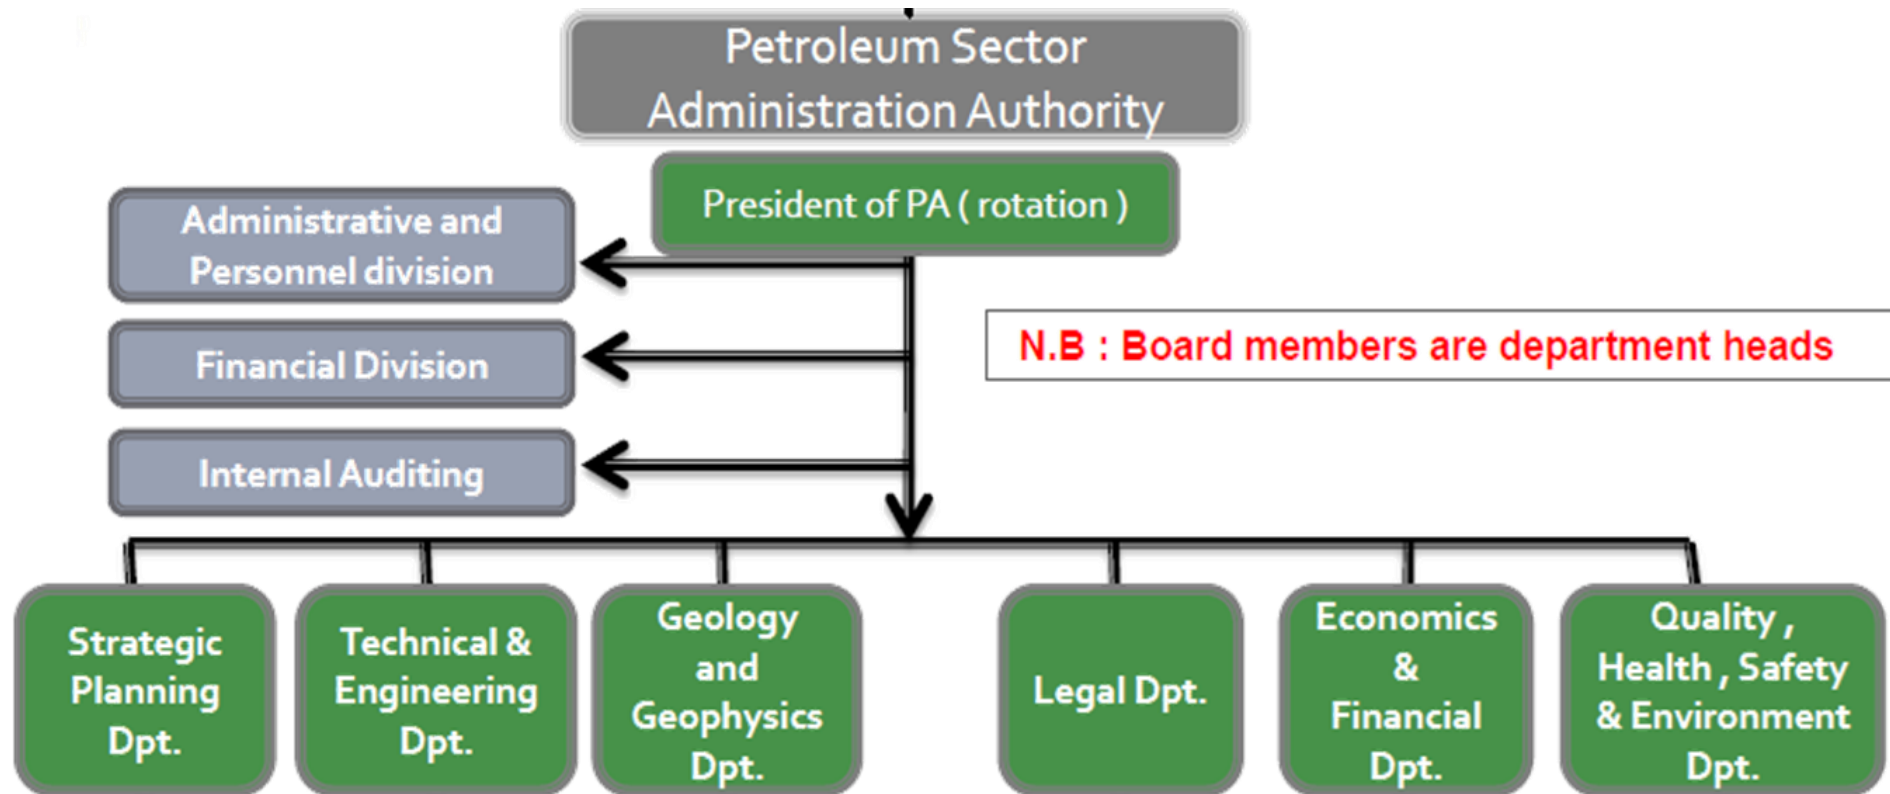 Petroleum Sector
Administration Authority
President of PA ( rotation )
Administrative and
Personnel division
Financial Division
Internal Auditing
N.B : Board members are department heads
Strategic
Planning
Dpt.
Technical &
Engineering
Dpt.
Geology
and
Geophysics
Dpt.
Legal Dpt.
Economics
&
Financial
Dpt.
Quality ,
Health , Safety
& Environment
Dpt.